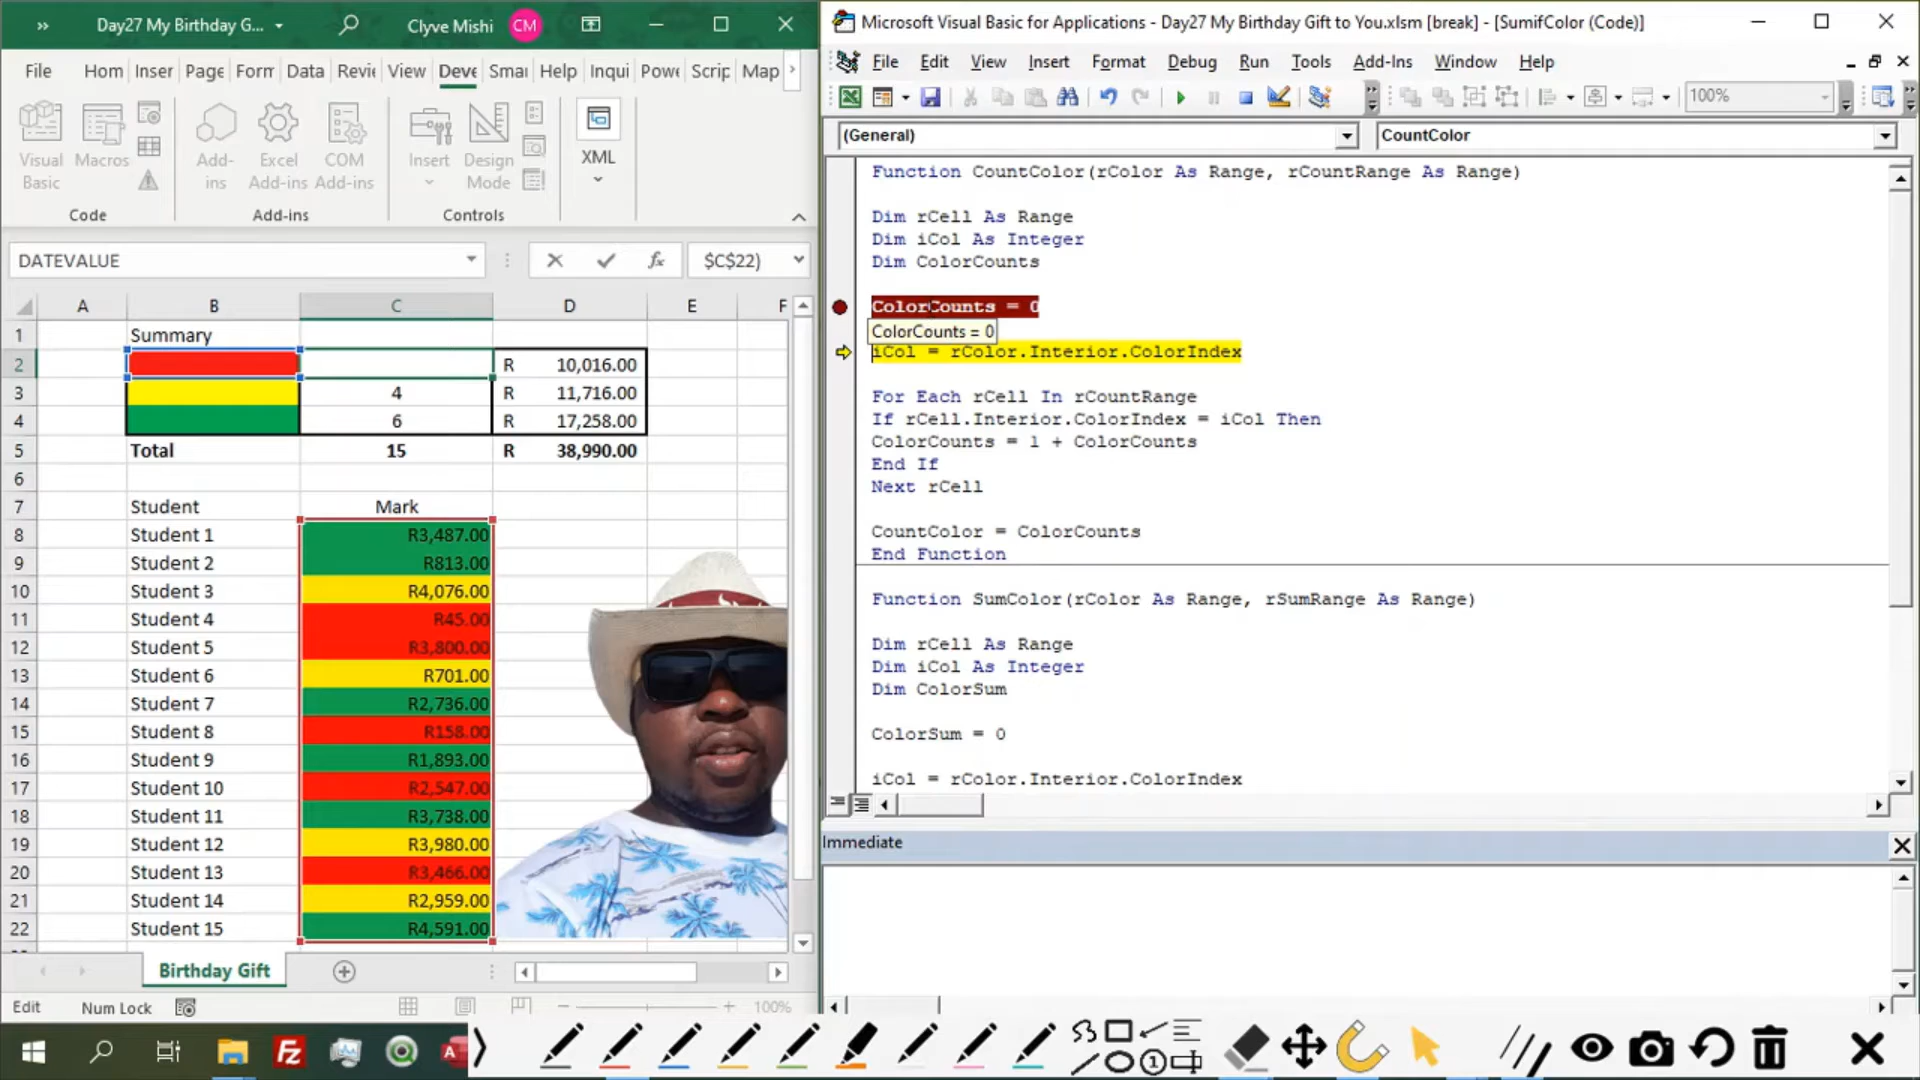 Day27 My Birthday G...
Clyve Mishi
CM
File Hom Inser Page Form Data Revie View Deve Smar Help Inqui Powe Scrip Map
Visual Basic
Macros
Code
Add-ins
Excel Add-ins
COM Add-ins
Add-ins
Insert
Design Mode
Controls
XML
DATEVALUE
fx
$C$22)
A B C D E F
1 Summary
2 R 10,016.00
3 4 R 11,716.00
4 6 R 17,258.00
5 Total 15 R 38,990.00
6
7 Student Mark
8 Student 1 R3,487.00
9 Student 2 R813.00
10 Student 3 R4,076.00
11 Student 4 R45.00
12 Student 5 R3,800.00
13 Student 6 R701.00
14 Student 7 R2,736.00
15 Student 8 R158.00
16 Student 9 R1,893.00
17 Student 10 R2,547.00
18 Student 11 R3,738.00
19 Student 12 R3,980.00
20 Student 13 R3,466.00
21 Student 14 R2,959.00
22 Student 15 R4,591.00
Birthday Gift
Edit Num Lock 100%
Microsoft Visual Basic for Applications - Day27 My Birthday Gift to You.xlsm [break] - [SumifColor (Code)]
File Edit View Insert Format Debug Run Tools Add-Ins Window Help
100%
(General)
CountColor
Function CountColor(rColor As Range, rCountRange As Range)
Dim rCell As Range
Dim iCol As Integer
Dim ColorCounts
ColorCounts = 0
ColorCounts = 0
iCol = rColor.Interior.ColorIndex
For Each rCell In rCountRange
If rCell.Interior.ColorIndex = iCol Then
ColorCounts = 1 + ColorCounts
End If
Next rCell
CountColor = ColorCounts
End Function
Function SumColor(rColor As Range, rSumRange As Range)
Dim rCell As Range
Dim iCol As Integer
Dim ColorSum
ColorSum = 0
iCol = rColor.Interior.ColorIndex
Immediate